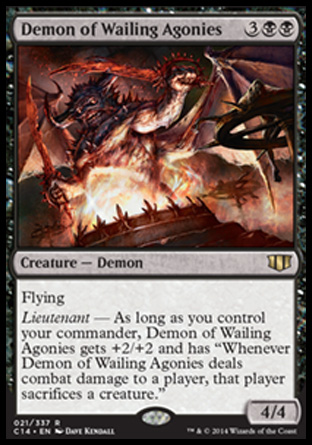 Demon of Wailing Agonies 3
Creature — Demon
Flying
Lieutenant — As long as you control
your commander, Demon of Wailing
Agonies gets +2/+2 and has “Whenever
Demon of Wailing Agonies deals
combat damage to a player, that player
sacrifices a creature.”
4/4
021/337 R
C14 • EN DAVE KENDALL
™ & © 2014 Wizards of the Coast